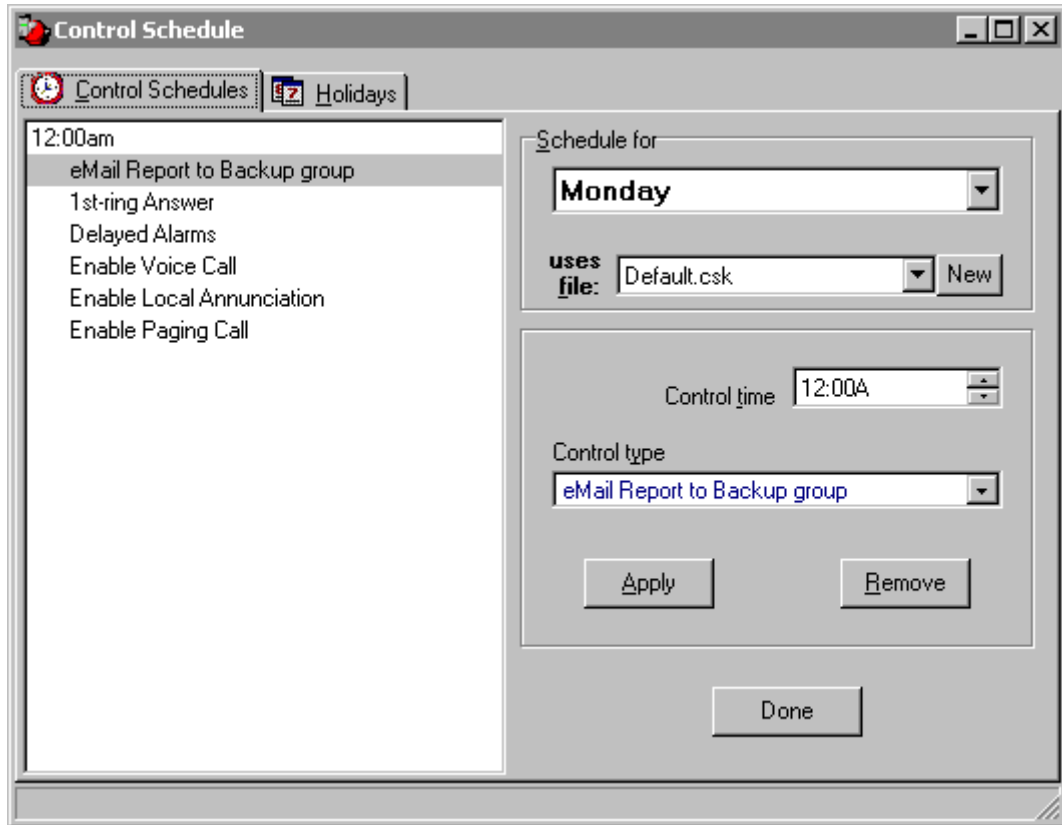 Control Schedule
Control Schedules
Holidays
12:00am
eMail Report to Backup group
1st-ring Answer
Delayed Alarms
Enable Voice Call
Enable Local Annunciation
Enable Paging Call
Schedule for
Monday
uses file:
Default.csk
New
Control time
12:00A
Control type
eMail Report to Backup group
Apply
Remove
Done